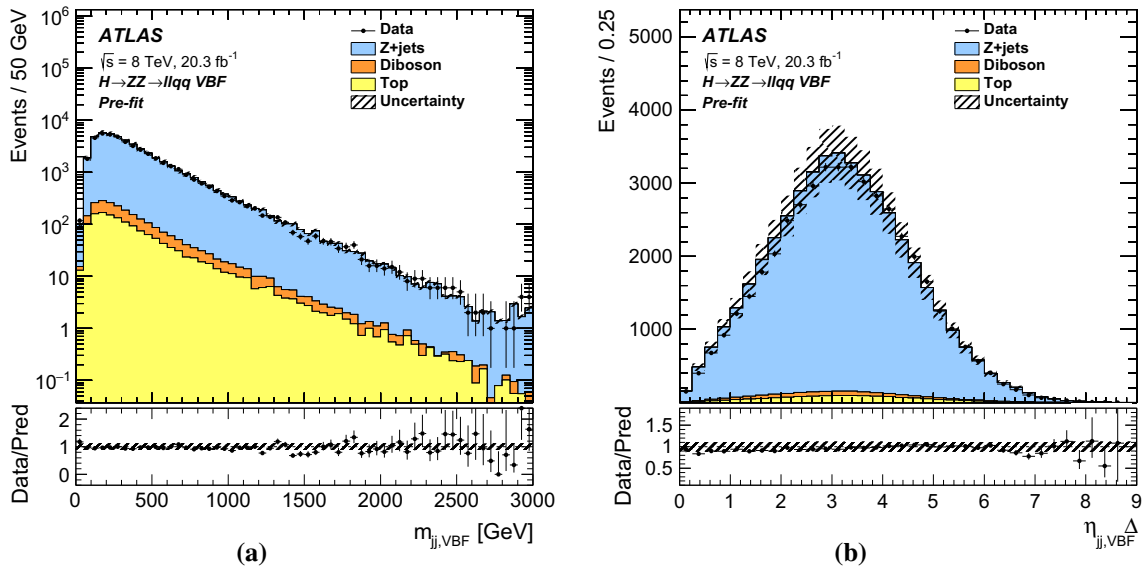 Events / 50 GeV
10⁶
10⁵
10⁴
10³
10²
10
1
10⁻¹
ATLAS
√s = 8 TeV, 20.3 fb⁻¹
H→ZZ→llqq VBF
Pre-fit
Data
Z+jets
Diboson
Top
Uncertainty
Data/Pred
2
1
0
0 500 1000 1500 2000 2500 3000
m_jj,VBF [GeV]
(a)
Events / 0.25
5000
4000
3000
2000
1000
ATLAS
√s = 8 TeV, 20.3 fb⁻¹
H→ZZ→llqq VBF
Pre-fit
Data
Z+jets
Diboson
Top
Uncertainty
Data/Pred
1.5
1
0.5
0 1 2 3 4 5 6 7 8 9
η_jj,VBF Δ
(b)